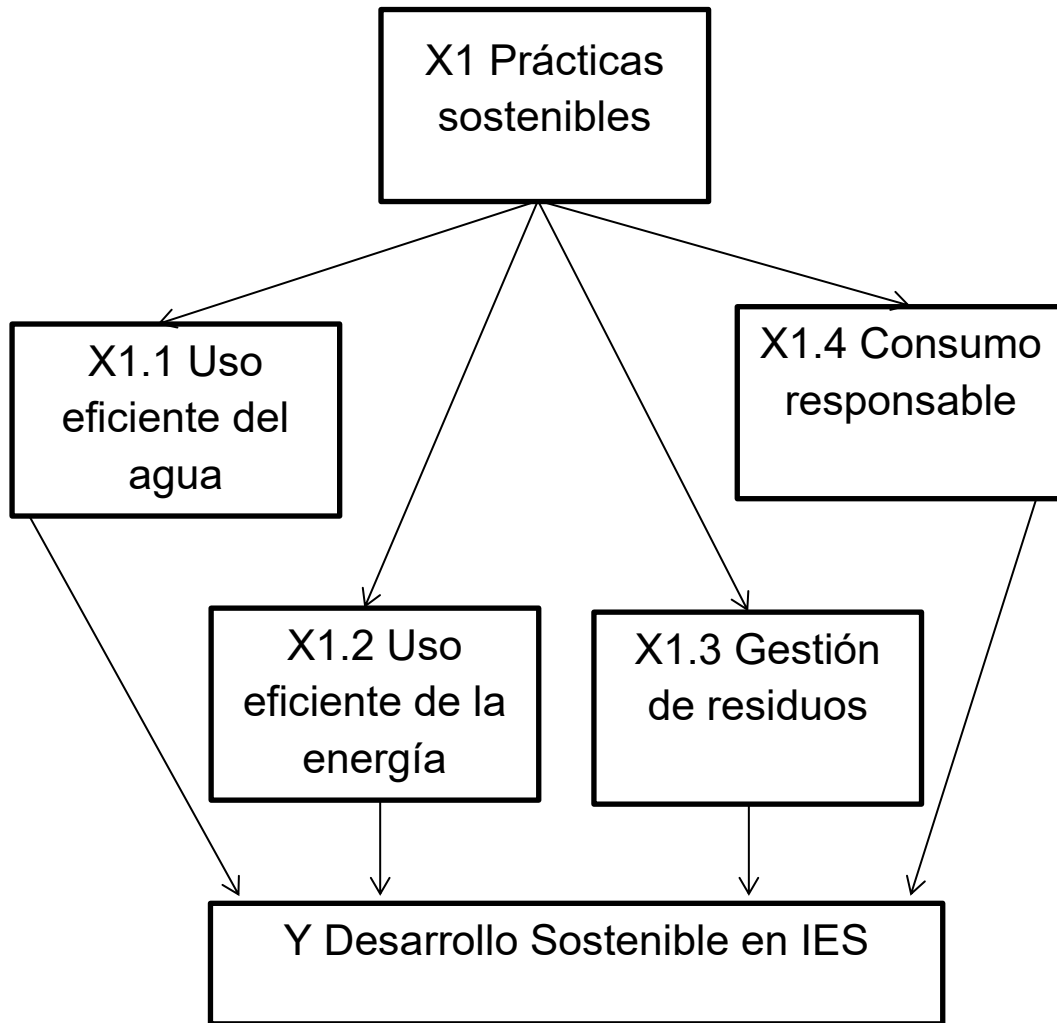 X1 Prácticas
sostenibles
X1.1 Uso
eficiente del
agua
X1.4 Consumo
responsable
X1.2 Uso
eficiente de la
energía
X1.3 Gestión
de residuos
Y Desarrollo Sostenible en IES